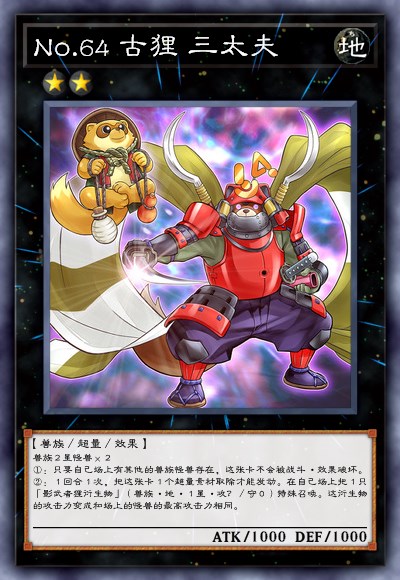 No.64 古狸 三太夫
地
【兽族／超量／效果】
兽族2星怪兽×2
①：只要自己场上有其他的兽族怪兽存在，这张卡不会被战斗·效果破坏。
②：1回合1次，把这张卡1个超量素材取除才能发动。在自己场上把1只
「影武者狸衍生物」（兽族·地·1星·攻?／守0）特殊召唤。这衍生物
的攻击力变成和场上的怪兽的最高攻击力相同。
ATK/1000 DEF/1000